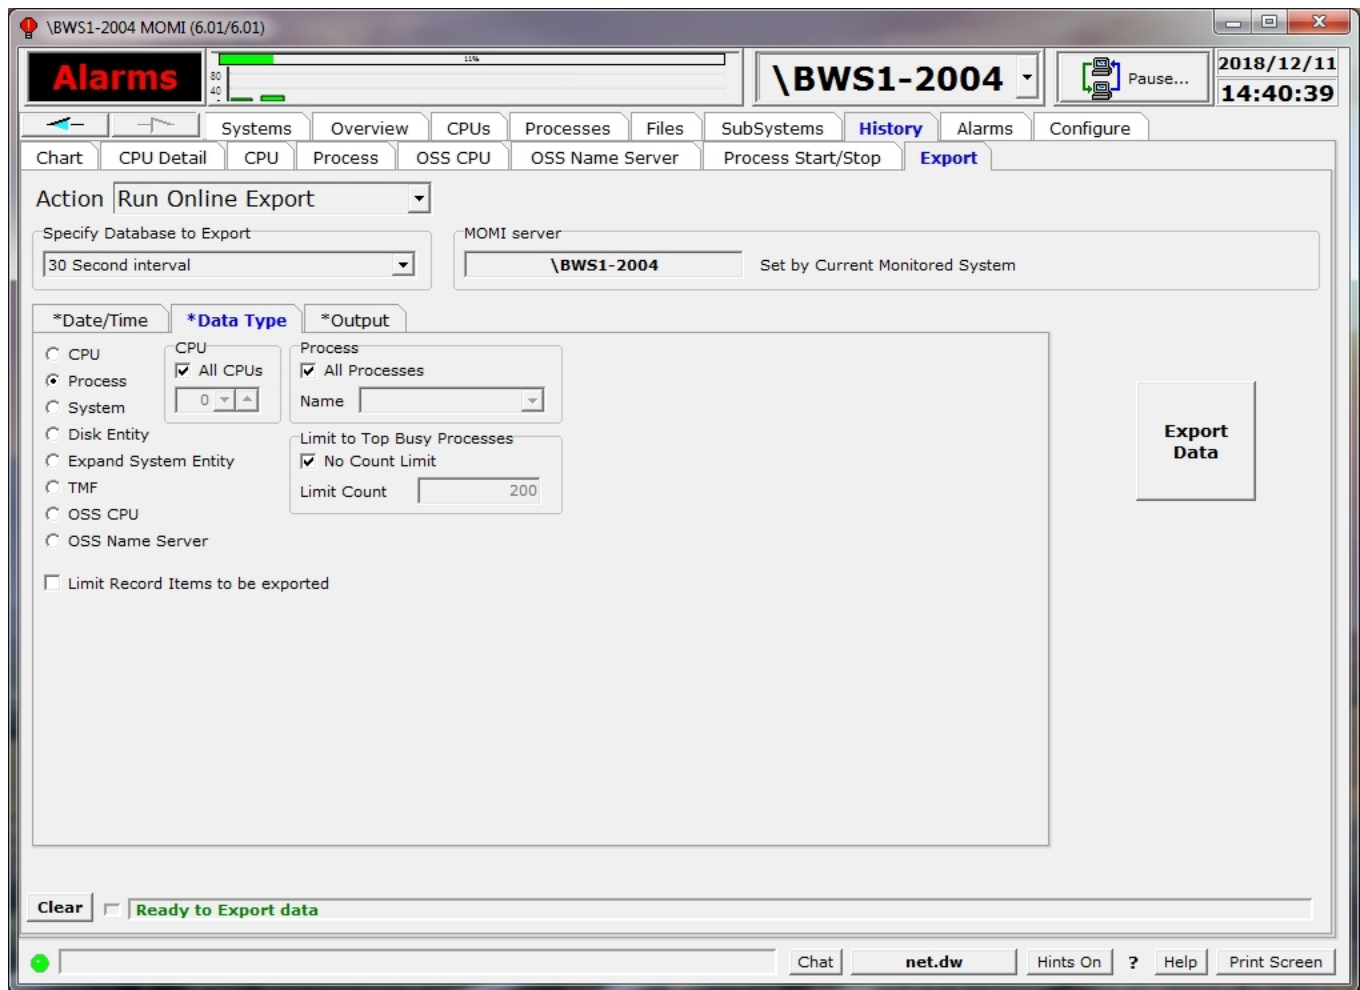 \BWS1-2004 MOMI (6.01/6.01)
Alarms
11%
80
40
\BWS1-2004
Pause...
2018/12/11
14:40:39
Systems Overview CPUs Processes Files SubSystems History Alarms Configure
Chart CPU Detail CPU Process OSS CPU OSS Name Server Process Start/Stop Export
Action Run Online Export
Specify Database to Export
30 Second interval
MOMI server
\BWS1-2004 Set by Current Monitored System
*Date/Time *Data Type *Output
CPU
Process
System
Disk Entity
Expand System Entity
TMF
OSS CPU
OSS Name Server
Limit Record Items to be exported
CPU
All CPUs
0
Process
All Processes
Name
Limit to Top Busy Processes
No Count Limit
Limit Count 200
Export
Data
Clear Ready to Export data
Chat net.dw Hints On ? Help Print Screen